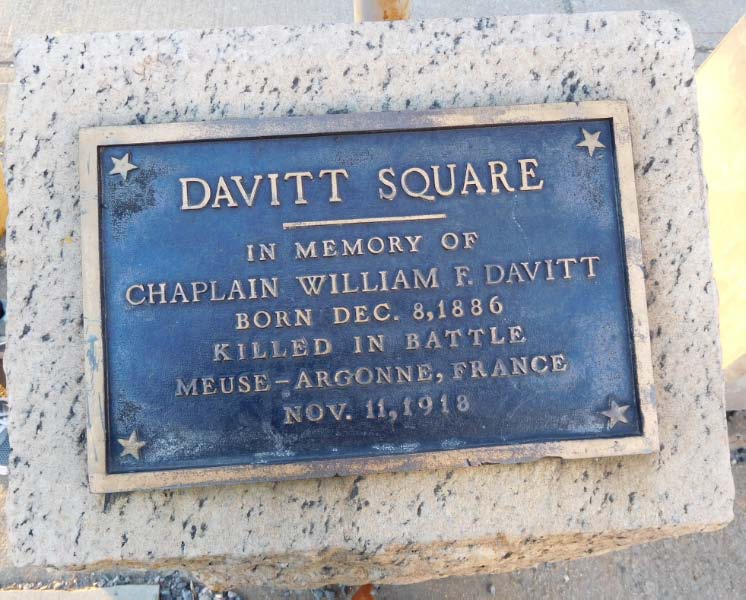 DAVITT SQUARE
IN MEMORY OF
CHAPLAIN WILLIAM F. DAVITT
BORN DEC. 8,1886
KILLED IN BATTLE
MEUSE-ARGONNE, FRANCE
NOV. 11,1918